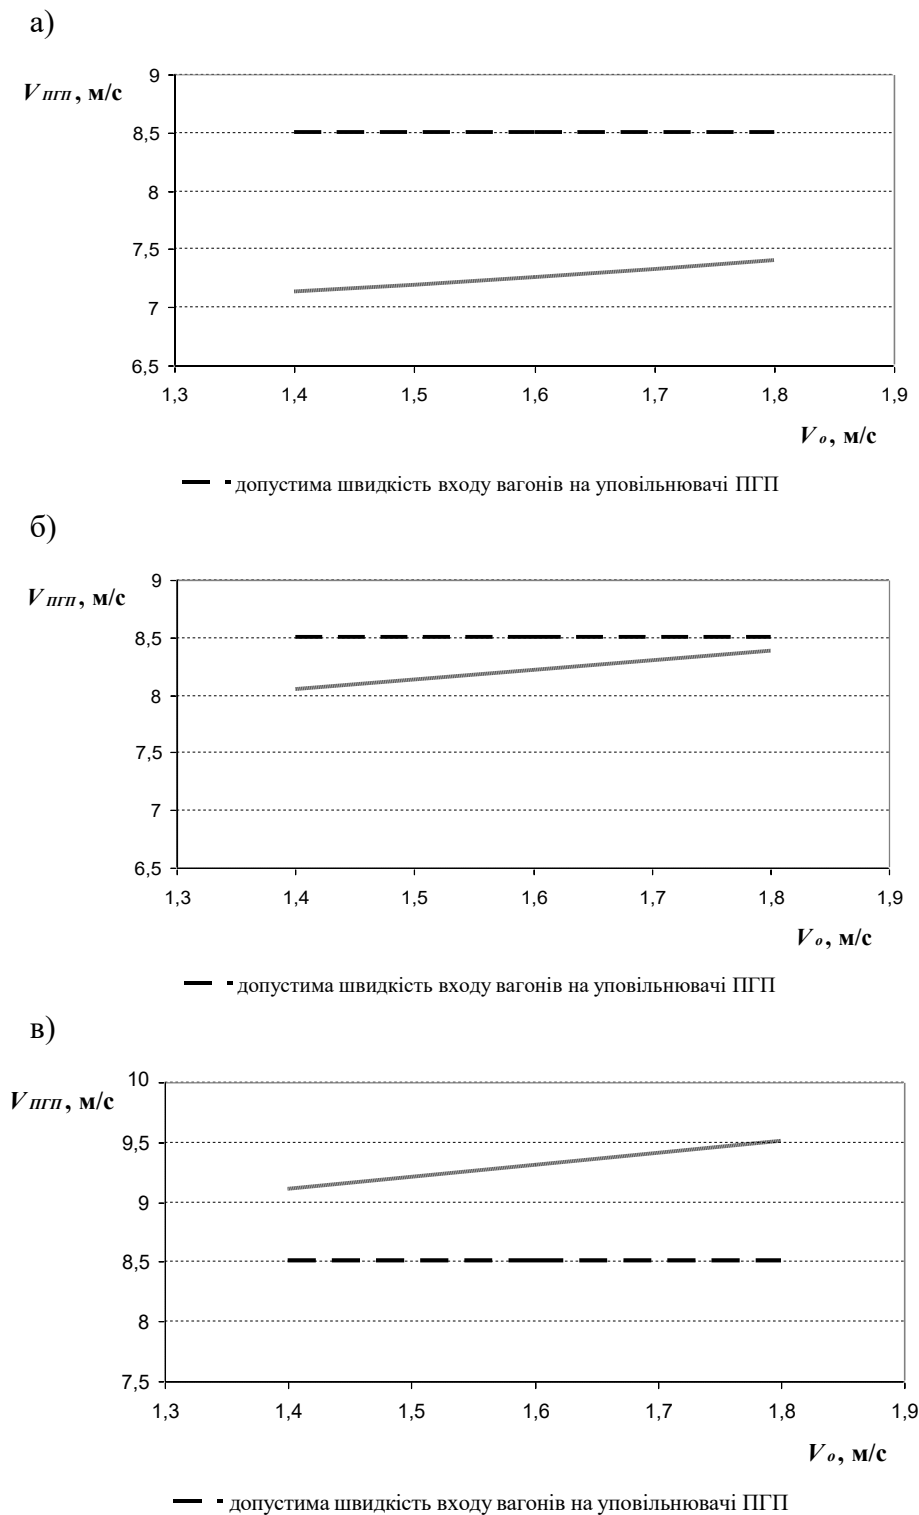 а)
V ПГП, м/с
9
8,5
8
7,5
7
6,5
1,3 1,4 1,5 1,6 1,7 1,8 1,9
V о, м/с
допустима швидкість входу вагонів на уповільнювачі ПГП
б)
V ПГП, м/с
9
8,5
8
7,5
7
6,5
1,3 1,4 1,5 1,6 1,7 1,8 1,9
V о, м/с
допустима швидкість входу вагонів на уповільнювачі ПГП
в)
V ПГП, м/с
10
9,5
9
8,5
8
7,5
1,3 1,4 1,5 1,6 1,7 1,8 1,9
V о, м/с
допустима швидкість входу вагонів на уповільнювачі ПГП